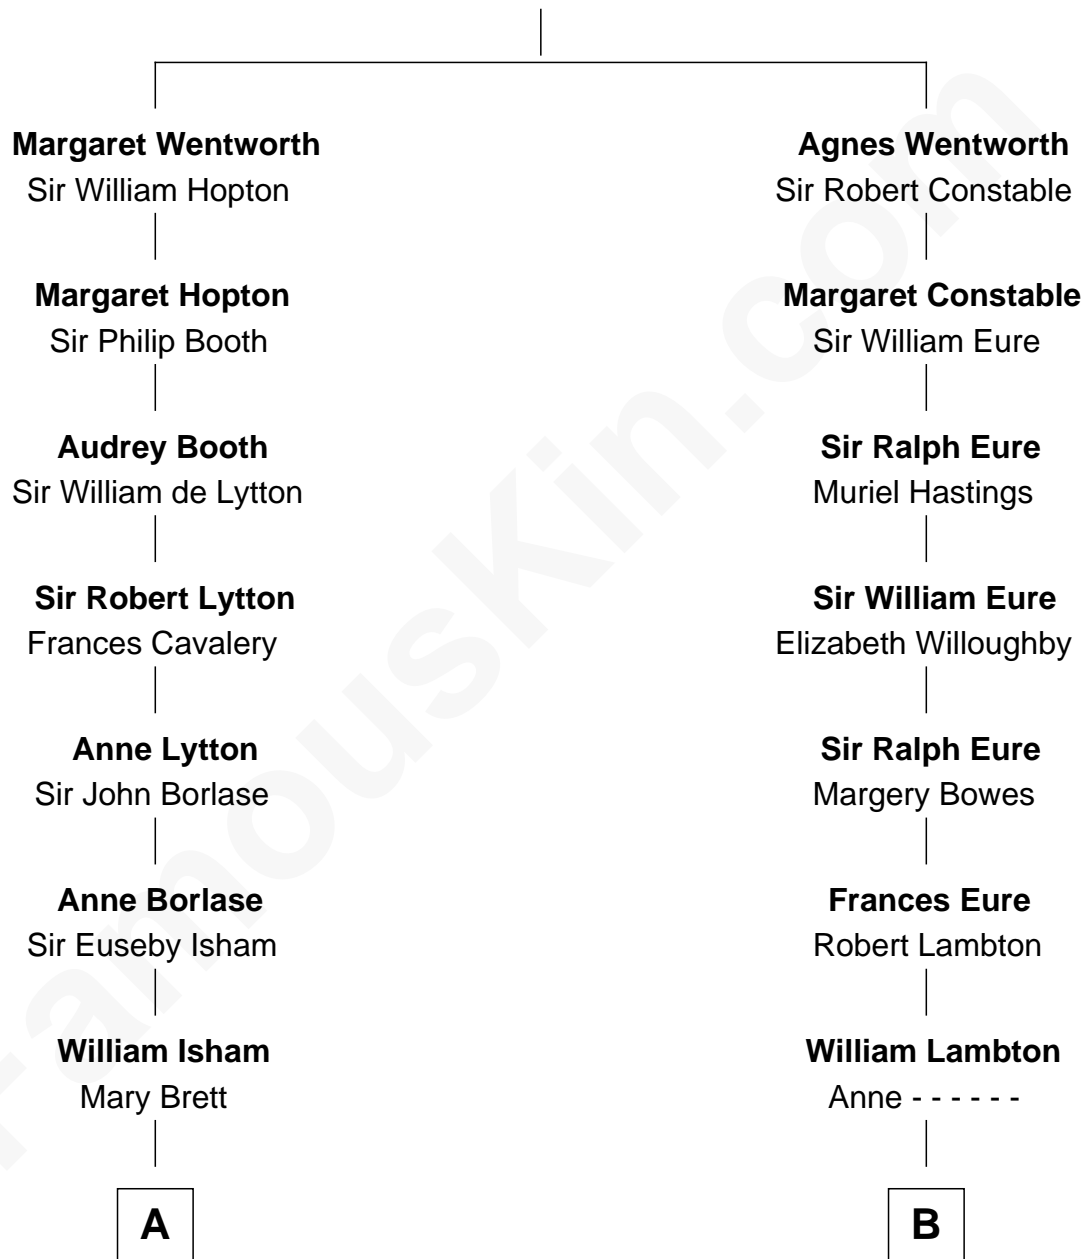 Margaret Wentworth
Sir William Hopton
Margaret Hopton
Sir Philip Booth
Audrey Booth
Sir William de Lytton
Sir Robert Lytton
Frances Cavalery
Anne Lytton
Sir John Borlase
Anne Borlase
Sir Euseby Isham
William Isham
Mary Brett
A
Agnes Wentworth
Sir Robert Constable
Margaret Constable
Sir William Eure
Sir Ralph Eure
Muriel Hastings
Sir William Eure
Elizabeth Willoughby
Sir Ralph Eure
Margery Bowes
Frances Eure
Robert Lambton
William Lambton
Anne - - - - - -
B
FamousKin.com